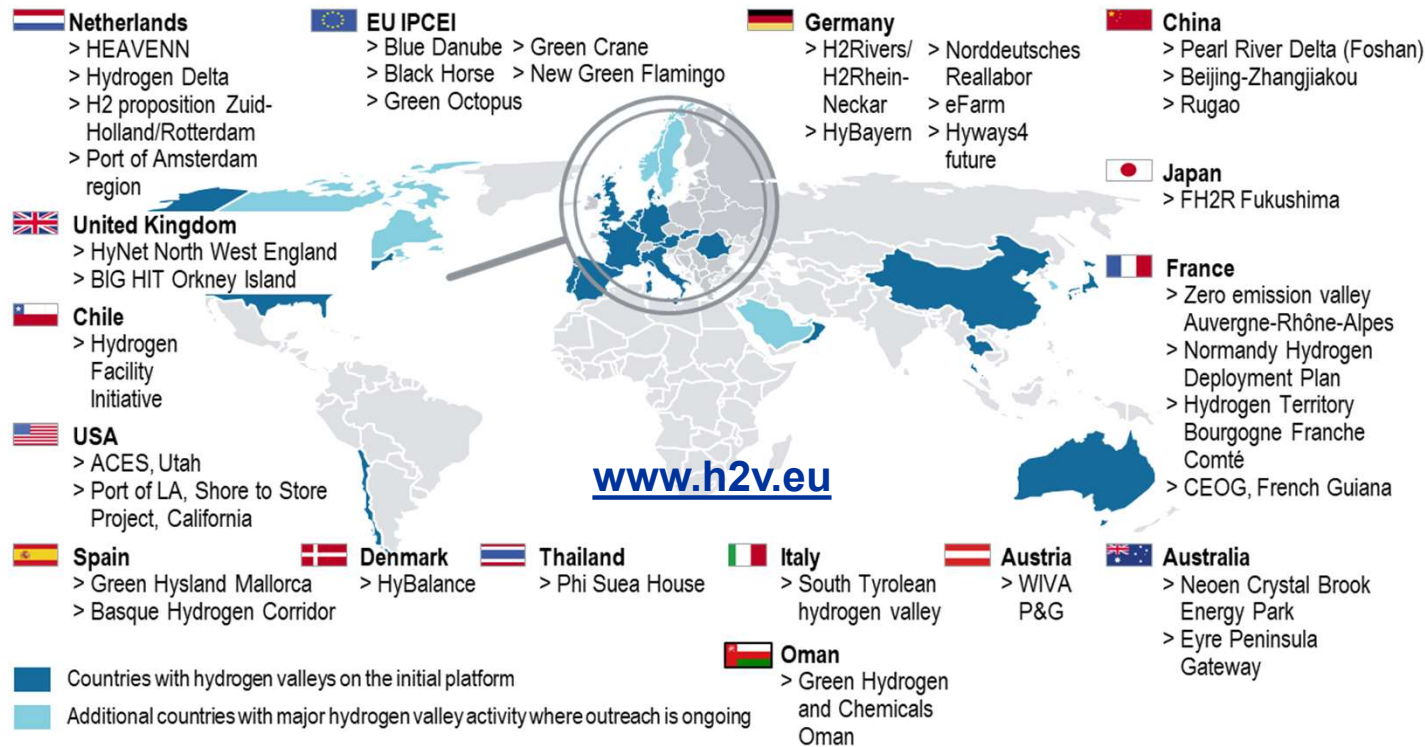 Netherlands
> HEAVENN
> Hydrogen Delta
> H2 proposition Zuid-
Holland/Rotterdam
> Port of Amsterdam
region
EU IPCEI
> Blue Danube > Green Crane
> Black Horse > New Green Flamingo
> Green Octopus
Germany
> H2Rivers/
H2Rhein-
Neckar
> HyBayern
> Norddeutsches
Reallabor
> eFarm
> Hyways4
future
China
> Pearl River Delta (Foshan)
> Beijing-Zhangjiakou
> Rugao
Japan
> FH2R Fukushima
United Kingdom
> HyNet North West England
> BIG HIT Orkney Island
France
> Zero emission valley
Auvergne-Rhône-Alpes
> Normandy Hydrogen
Deployment Plan
> Hydrogen Territory
Bourgogne Franche
Comté
> CEOG, French Guiana
Chile
> Hydrogen
Facility
Initiative
USA
> ACES, Utah
> Port of LA, Shore to Store
Project, California
www.h2v.eu
Spain
> Green Hysland Mallorca
> Basque Hydrogen Corridor
Denmark
> HyBalance
Thailand
> Phi Suea House
Italy
> South Tyrolean
hydrogen valley
Austria
> WIVA
P&G
Australia
> Neoen Crystal Brook
Energy Park
> Eyre Peninsula
Gateway
Oman
> Green Hydrogen
and Chemicals
Oman
Countries with hydrogen valleys on the initial platform
Additional countries with major hydrogen valley activity where outreach is ongoing